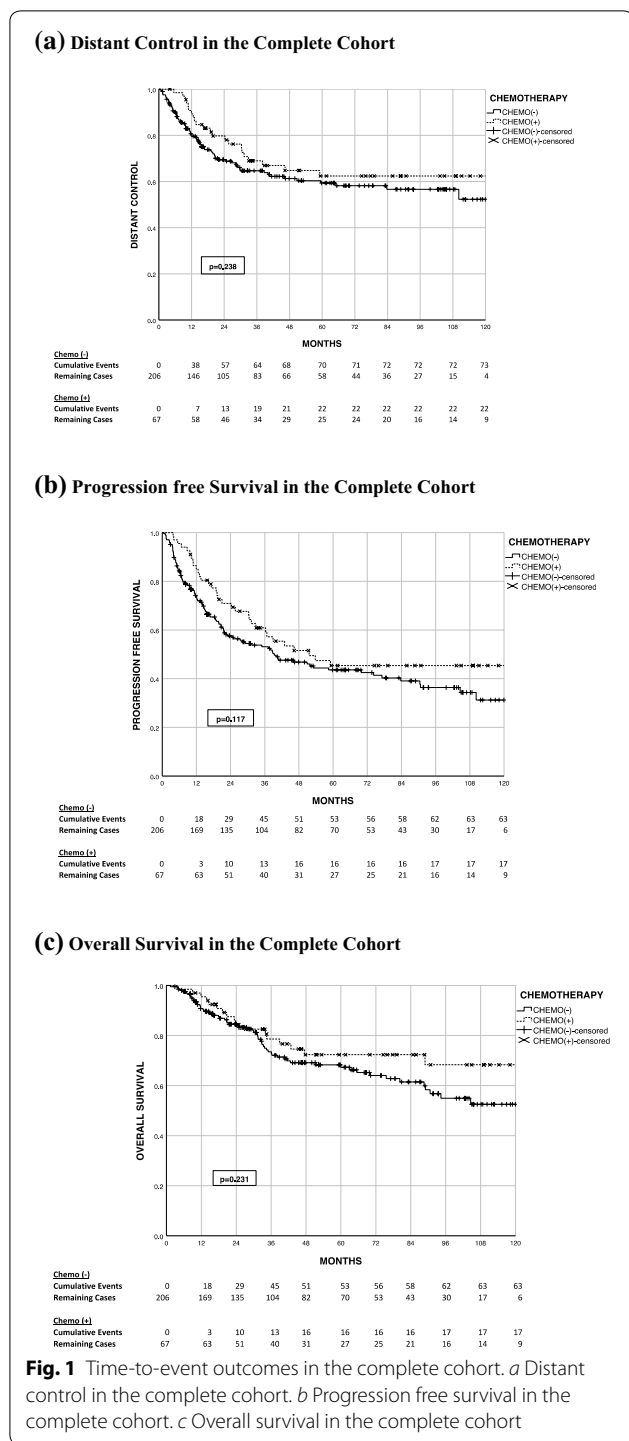 (a) Distant Control in the Complete Cohort
CHEMOTHERAPY
CHEMO(-)
CHEMO(+)
CHEMO(-)-censored
CHEMO(+)-censored
DISTANT CONTROL
1.0
0.8
0.6
0.4
0.2
0.0
p=0.238
0 12 24 36 48 60 72 84 96 108 120
MONTHS
Chemo (-)
Cumulative Events 0 38 57 64 68 70 71 72 72 72 73
Remaining Cases 206 146 105 83 66 58 44 36 27 15 4
Chemo (+)
Cumulative Events 0 7 13 19 21 22 22 22 22 22 22
Remaining Cases 67 58 46 34 29 25 24 20 16 14 9
(b) Progression free Survival in the Complete Cohort
CHEMOTHERAPY
CHEMO(-)
CHEMO(+)
CHEMO(-)-censored
CHEMO(+)-censored
PROGRESSION FREE SURVIVAL
1.0
0.8
0.6
0.4
0.2
0.0
p=0.117
0 12 24 36 48 60 72 84 96 108 120
MONTHS
Chemo (-)
Cumulative Events 0 18 29 45 51 53 56 58 62 63 63
Remaining Cases 206 169 135 104 82 70 53 43 30 17 6
Chemo (+)
Cumulative Events 0 3 10 13 16 16 16 16 17 17 17
Remaining Cases 67 63 51 40 31 27 25 21 16 14 9
(c) Overall Survival in the Complete Cohort
CHEMOTHERAPY
CHEMO(-)
CHEMO(+)
CHEMO(-)-censored
CHEMO(+)-censored
OVERALL SURVIVAL
1.0
0.8
0.6
0.4
0.2
0.0
p=0.231
0 12 24 36 48 60 72 84 96 108 120
MONTHS
Chemo (-)
Cumulative Events 0 18 29 45 51 53 56 58 62 63 63
Remaining Cases 206 169 135 104 82 70 53 43 30 17 6
Chemo (+)
Cumulative Events 0 3 10 13 16 16 16 16 17 17 17
Remaining Cases 67 63 51 40 31 27 25 21 16 14 9
Fig. 1 Time-to-event outcomes in the complete cohort. a Distant
control in the complete cohort. b Progression free survival in the
complete cohort. c Overall survival in the complete cohort